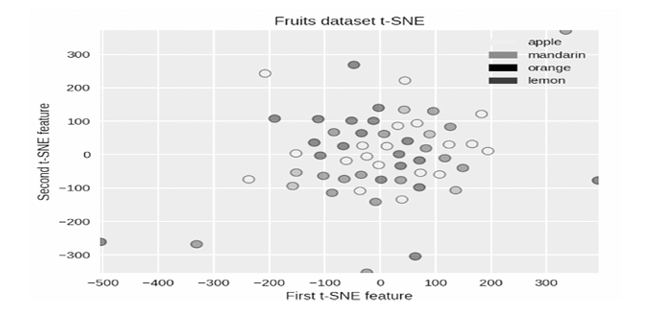 Fruits dataset t-SNE
apple
mandarin
orange
lemon
300
200
100
0
−100
−200
−300
Second t-SNE feature
−500 −400 −300 −200 −100 0 100 200 300
First t-SNE feature